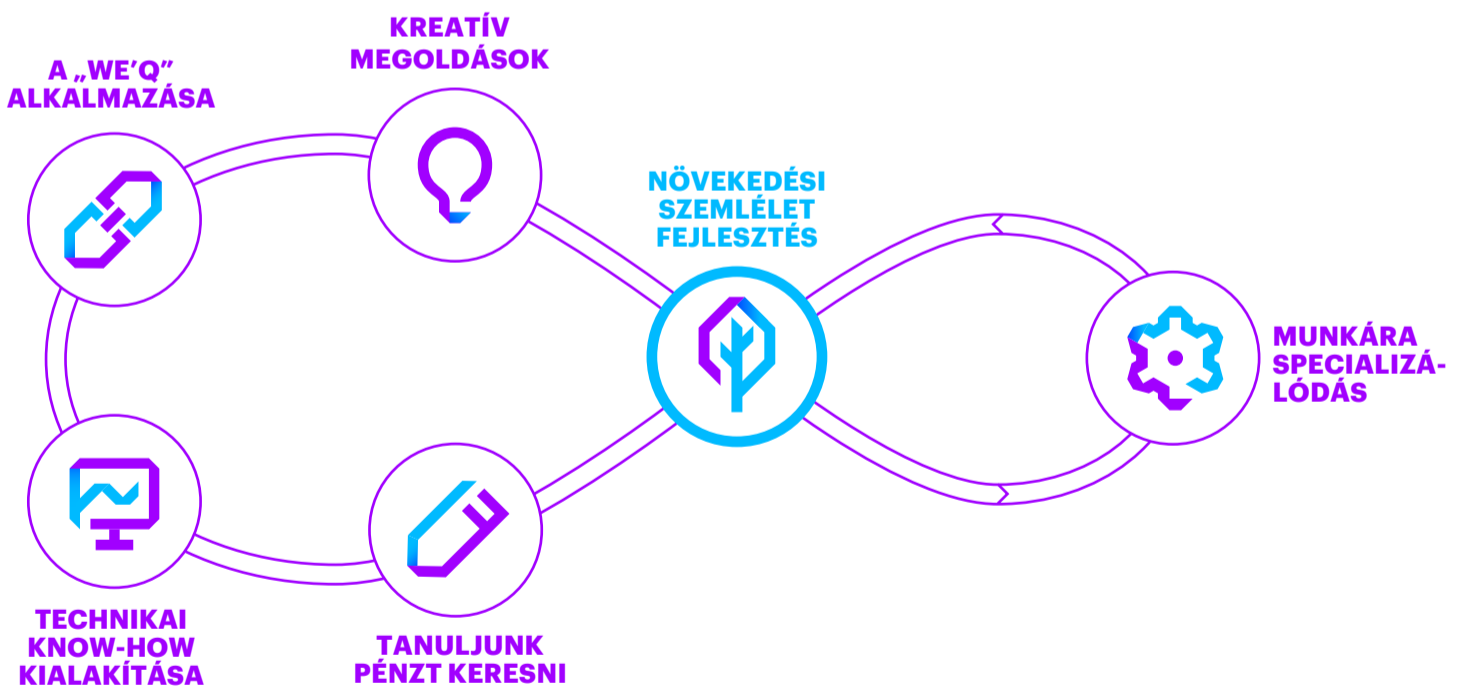 KREATÍV
MEGOLDÁSOK
A „WE’Q”
ALKALMAZÁSA
NÖVEKEDÉSI
SZEMLÉLET
FEJLESZTÉS
MUNKÁRA
SPECIALIZÁ-
LÓDÁS
TECHNIKAI
KNOW-HOW
KIALAKÍTÁSA
TANULJUNK
PÉNZT KERESNI